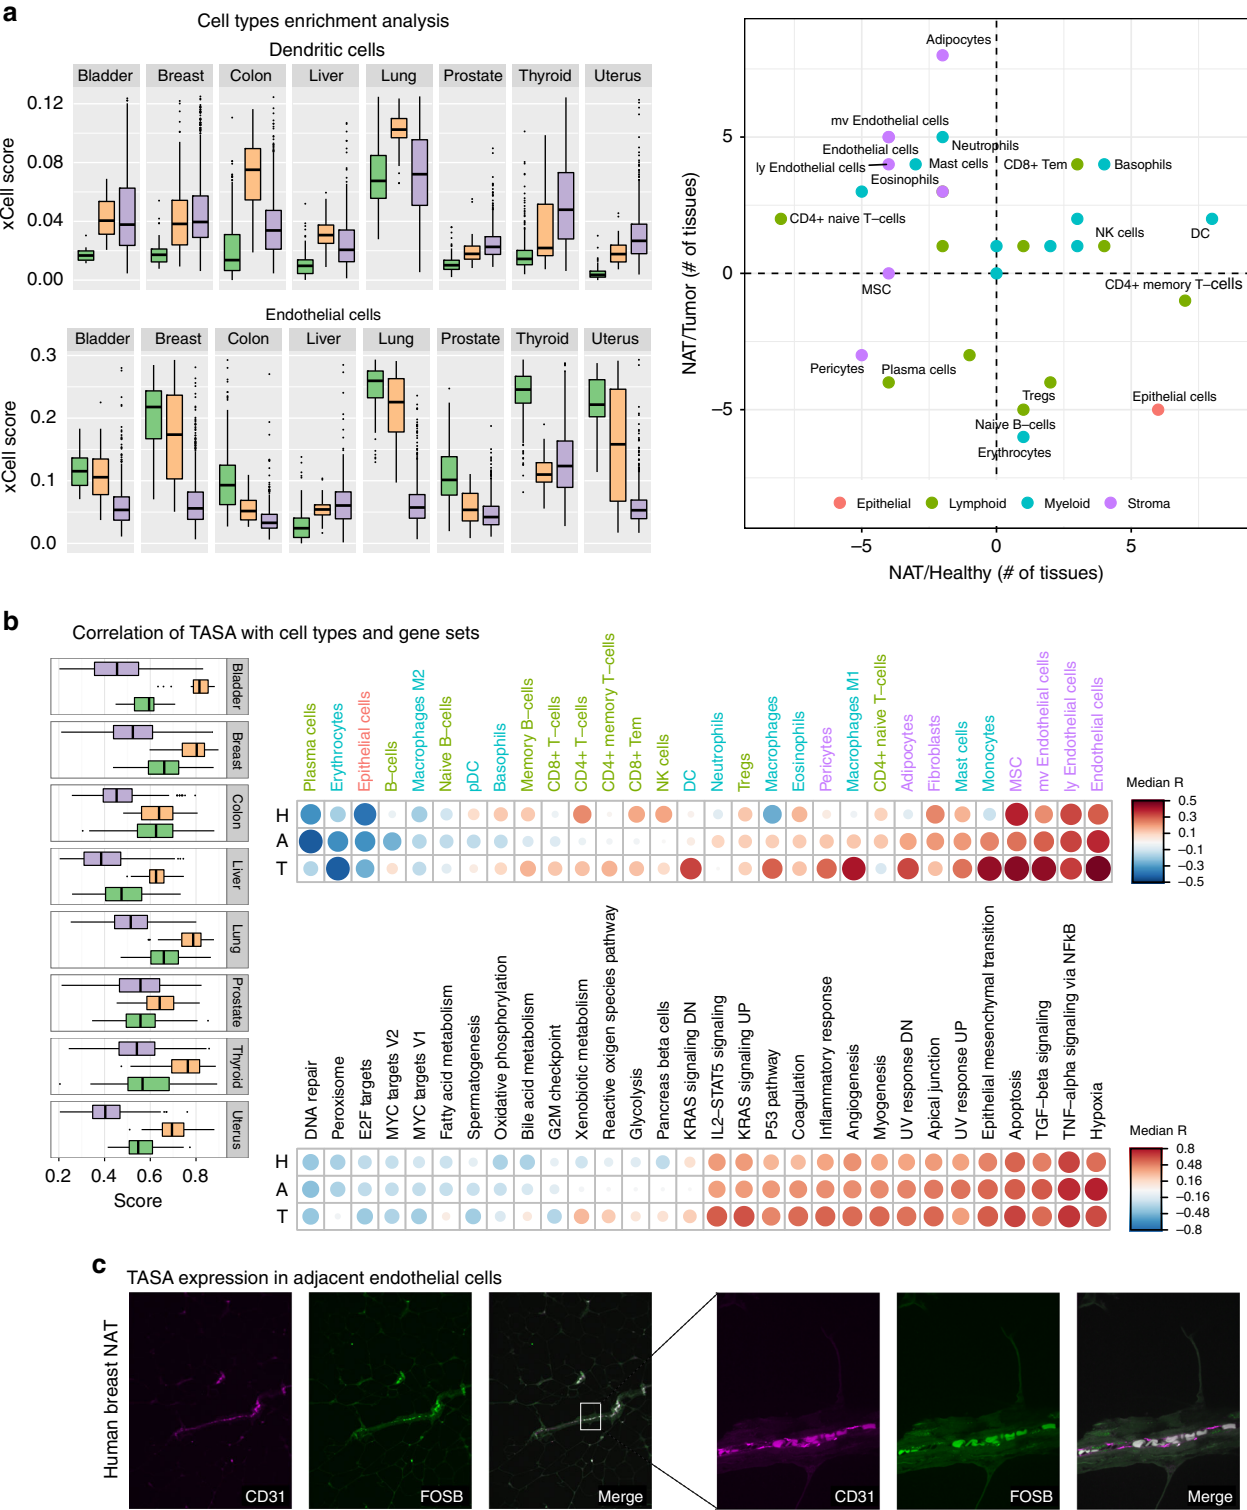 a
Cell types enrichment analysis
Dendritic cells
Bladder Breast Colon Liver Lung Prostate Thyroid Uterus
xCell score
0.12
0.08
0.04
0.00
Endothelial cells
Bladder Breast Colon Liver Lung Prostate Thyroid Uterus
xCell score
0.3
0.2
0.1
0.0
NAT/Tumor (# of tissues)
5
0
−5
Adipocytes
mv Endothelial cells
Neutrophils
Endothelial cells
ly Endothelial cells
Mast cells
CD8+ Tem
Basophils
Eosinophils
CD4+ naive T−cells
NK cells
DC
MSC
CD4+ memory T−cells
Pericytes
Plasma cells
Tregs
Epithelial cells
Naive B−cells
Erythrocytes
Epithelial Lymphoid Myeloid Stroma
−5 0 5
NAT/Healthy (# of tissues)
b
Correlation of TASA with cell types and gene sets
Bladder
Breast
Colon
Liver
Lung
Prostate
Thyroid
Uterus
0.2 0.4 0.6 0.8
Score
Plasma cells
Erythrocytes
Epithelial cells
B−cells
Macrophages M2
Naive B−cells
pDC
Basophils
Memory B−cells
CD8+ T−cells
CD4+ T−cells
CD4+ memory T−cells
CD8+ Tem
NK cells
DC
Neutrophils
Tregs
Macrophages
Eosinophils
Pericytes
Macrophages M1
CD4+ naive T−cells
Adipocytes
Fibroblasts
Mast cells
Monocytes
MSC
mv Endothelial cells
ly Endothelial cells
Endothelial cells
H
A
T
Median R
0.5
0.3
0.1
−0.1
−0.3
−0.5
DNA repair
Peroxisome
E2F targets
MYC targets V2
MYC targets V1
Fatty acid metabolism
Spermatogenesis
Oxidative phosphorylation
Bile acid metabolism
G2M checkpoint
Xenobiotic metabolism
Reactive oxigen species pathway
Glycolysis
Pancreas beta cells
KRAS signaling DN
IL2−STAT5 signaling
KRAS signaling UP
P53 pathway
Coagulation
Inflammatory response
Angiogenesis
Myogenesis
UV response DN
Apical junction
UV response UP
Epithelial mesenchymal transition
Apoptosis
TGF−beta signaling
TNF−alpha signaling via NFkB
Hypoxia
H
A
T
Median R
0.8
0.48
0.16
−0.16
−0.48
−0.8
c
TASA expression in adjacent endothelial cells
Human breast NAT
CD31 FOSB Merge CD31 FOSB Merge